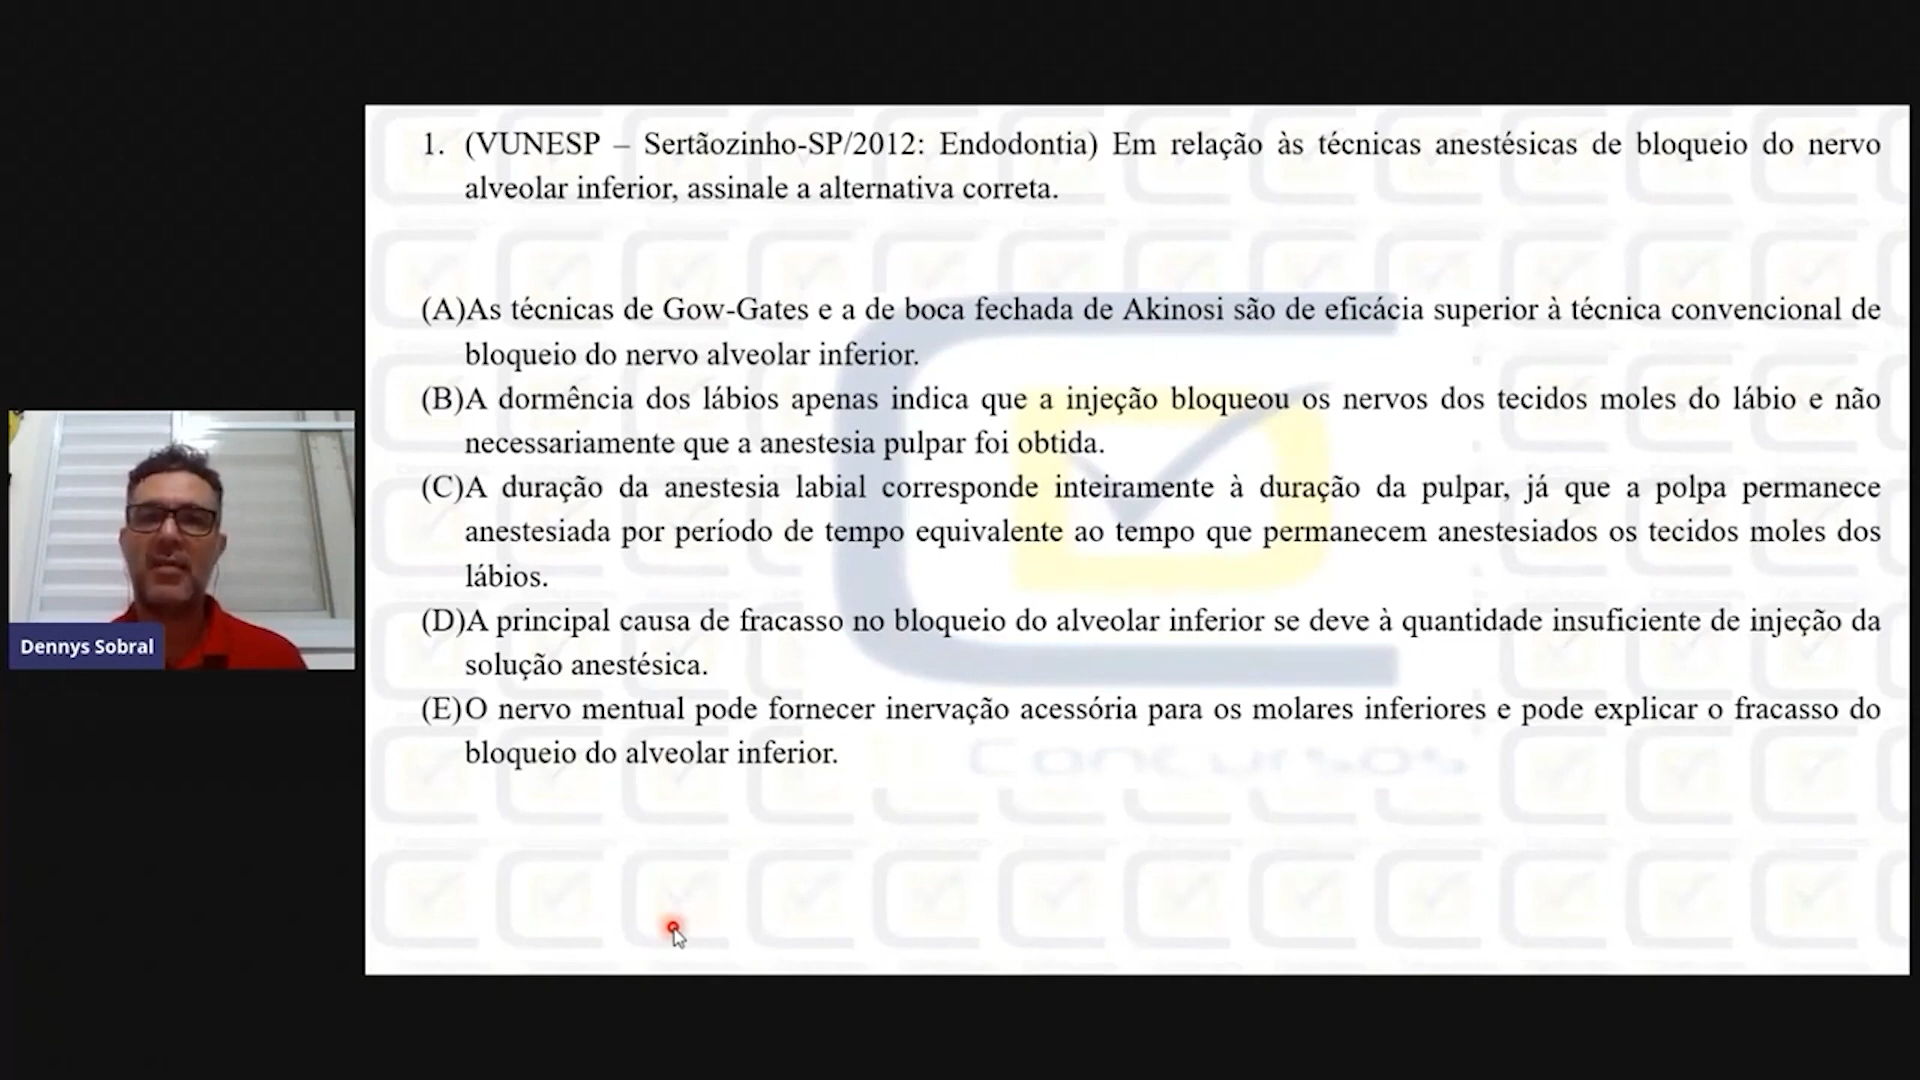 1. (VUNESP – Sertãozinho-SP/2012: Endodontia) Em relação às técnicas anestésicas de bloqueio do nervo
alveolar inferior, assinale a alternativa correta.
(A)As técnicas de Gow-Gates e a de boca fechada de Akinosi são de eficácia superior à técnica convencional de
bloqueio do nervo alveolar inferior.
(B)A dormência dos lábios apenas indica que a injeção bloqueou os nervos dos tecidos moles do lábio e não
necessariamente que a anestesia pulpar foi obtida.
(C)A duração da anestesia labial corresponde inteiramente à duração da pulpar, já que a polpa permanece
anestesiada por período de tempo equivalente ao tempo que permanecem anestesiados os tecidos moles dos
lábios.
(D)A principal causa de fracasso no bloqueio do alveolar inferior se deve à quantidade insuficiente de injeção da
solução anestésica.
(E)O nervo mentual pode fornecer inervação acessória para os molares inferiores e pode explicar o fracasso do
bloqueio do alveolar inferior.
Concursos
Dennys Sobral